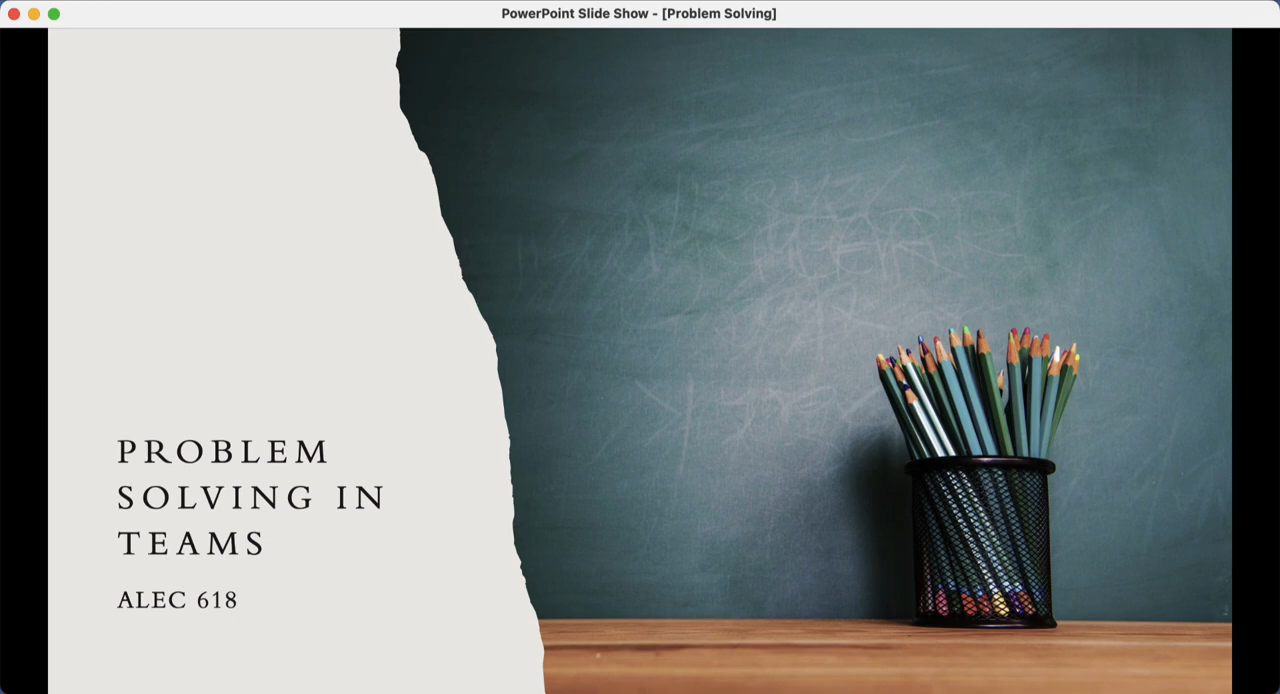 PowerPoint Slide Show - [Problem Solving]
PROBLEM
SOLVING IN
TEAMS
ALEC 618